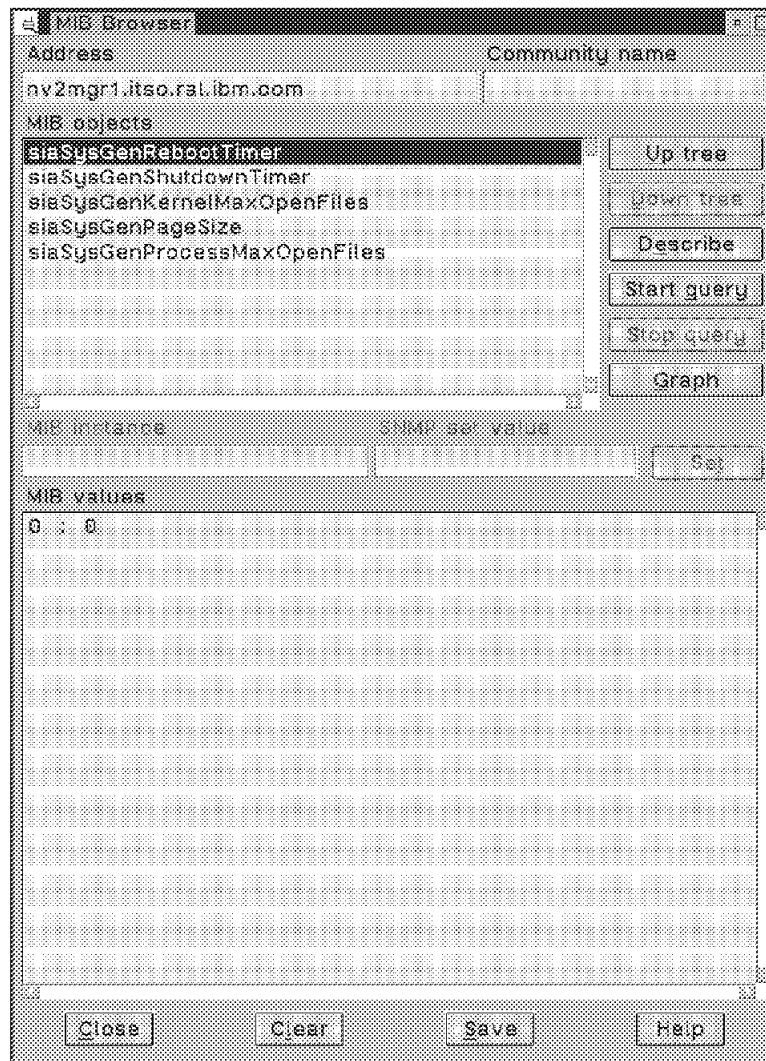 MIB Browser
Address Community name
nv2mgr1.itso.ral.ibm.com
MIB objects
siaSysGenRebootTimer
siaSysGenShutdownTimer
siaSysGenKernelMaxOpenFiles
siaSysGenPageSize
siaSysGenProcessMaxOpenFiles
Up tree
Down tree
Describe
Start query
Stop query
Graph
MIB instance SNMP set value
Set
MIB values
0 : 0
Close Clear Save Help